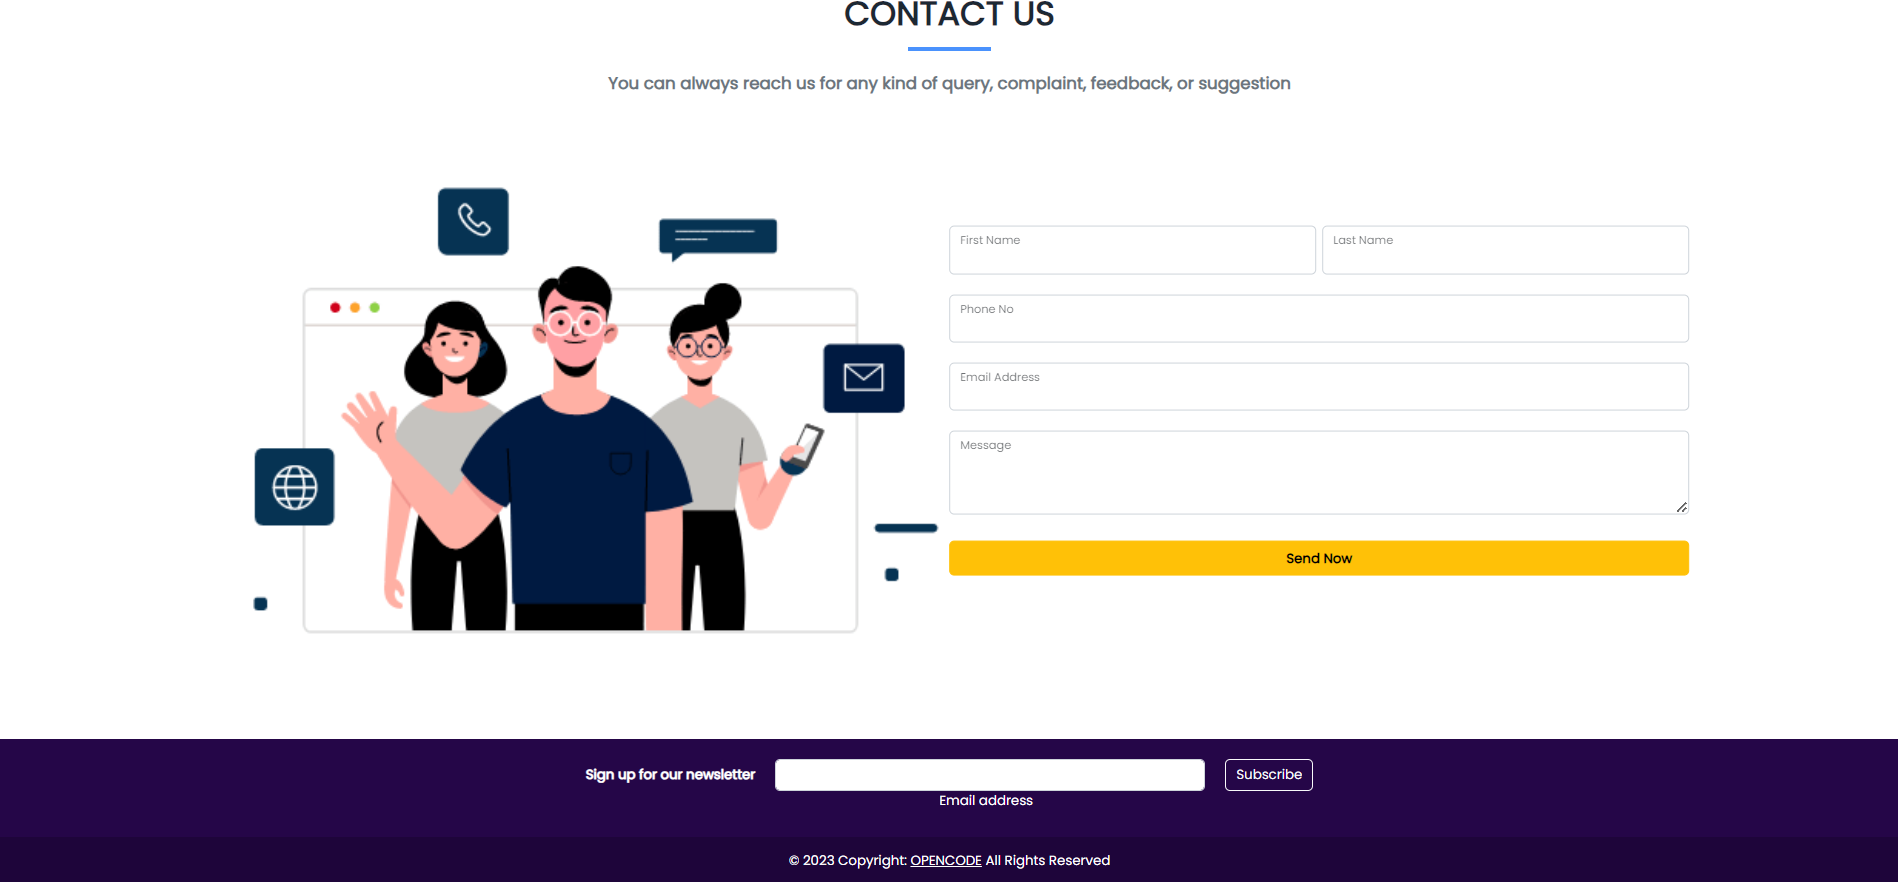 CONTACT US
You can always reach us for any kind of query, complaint, feedback, or suggestion
First Name
Last Name
Phone No
Email Address
Message
Send Now
Sign up for our newsletter
Subscribe
Email address
© 2023 Copyright: OPENCODE All Rights Reserved